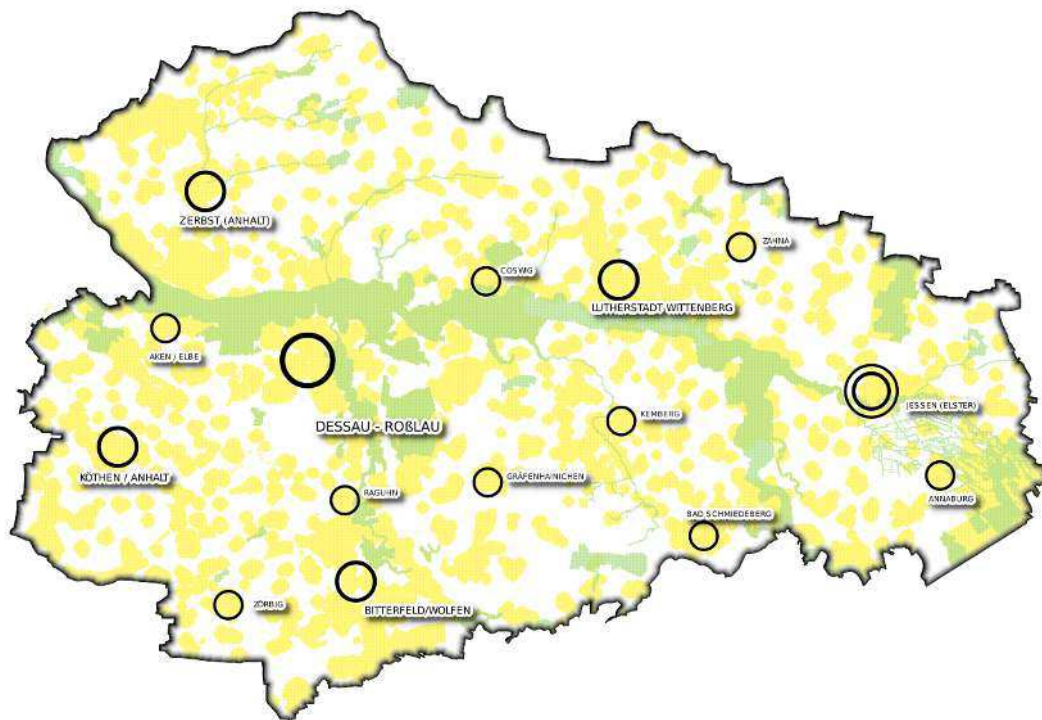 ZERBST (ANHALT)
ZAHNA
COSWIG
LUTHERSTADT WITTENBERG
AKEN / ELBE
JESSEN (ELSTER)
KEMBERG
DESSAU - ROßLAU
KÖTHEN / ANHALT
GRÄFENHAINICHEN
RAGUHN
ANNABURG
BAD SCHMIEDEBERG
ZÖRBIG
BITTERFELD/WOLFEN